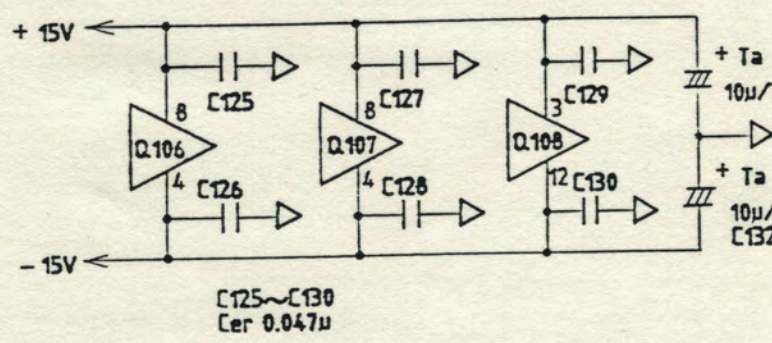 + 15V
+ Ta
10μ/
C125
C127
C129
8
8
3
Q106
Q107
Q108
4
4
12
C126
C128
C130
+ Ta
10μ/
C132
- 15V
C125~C130
Cer 0.047μ